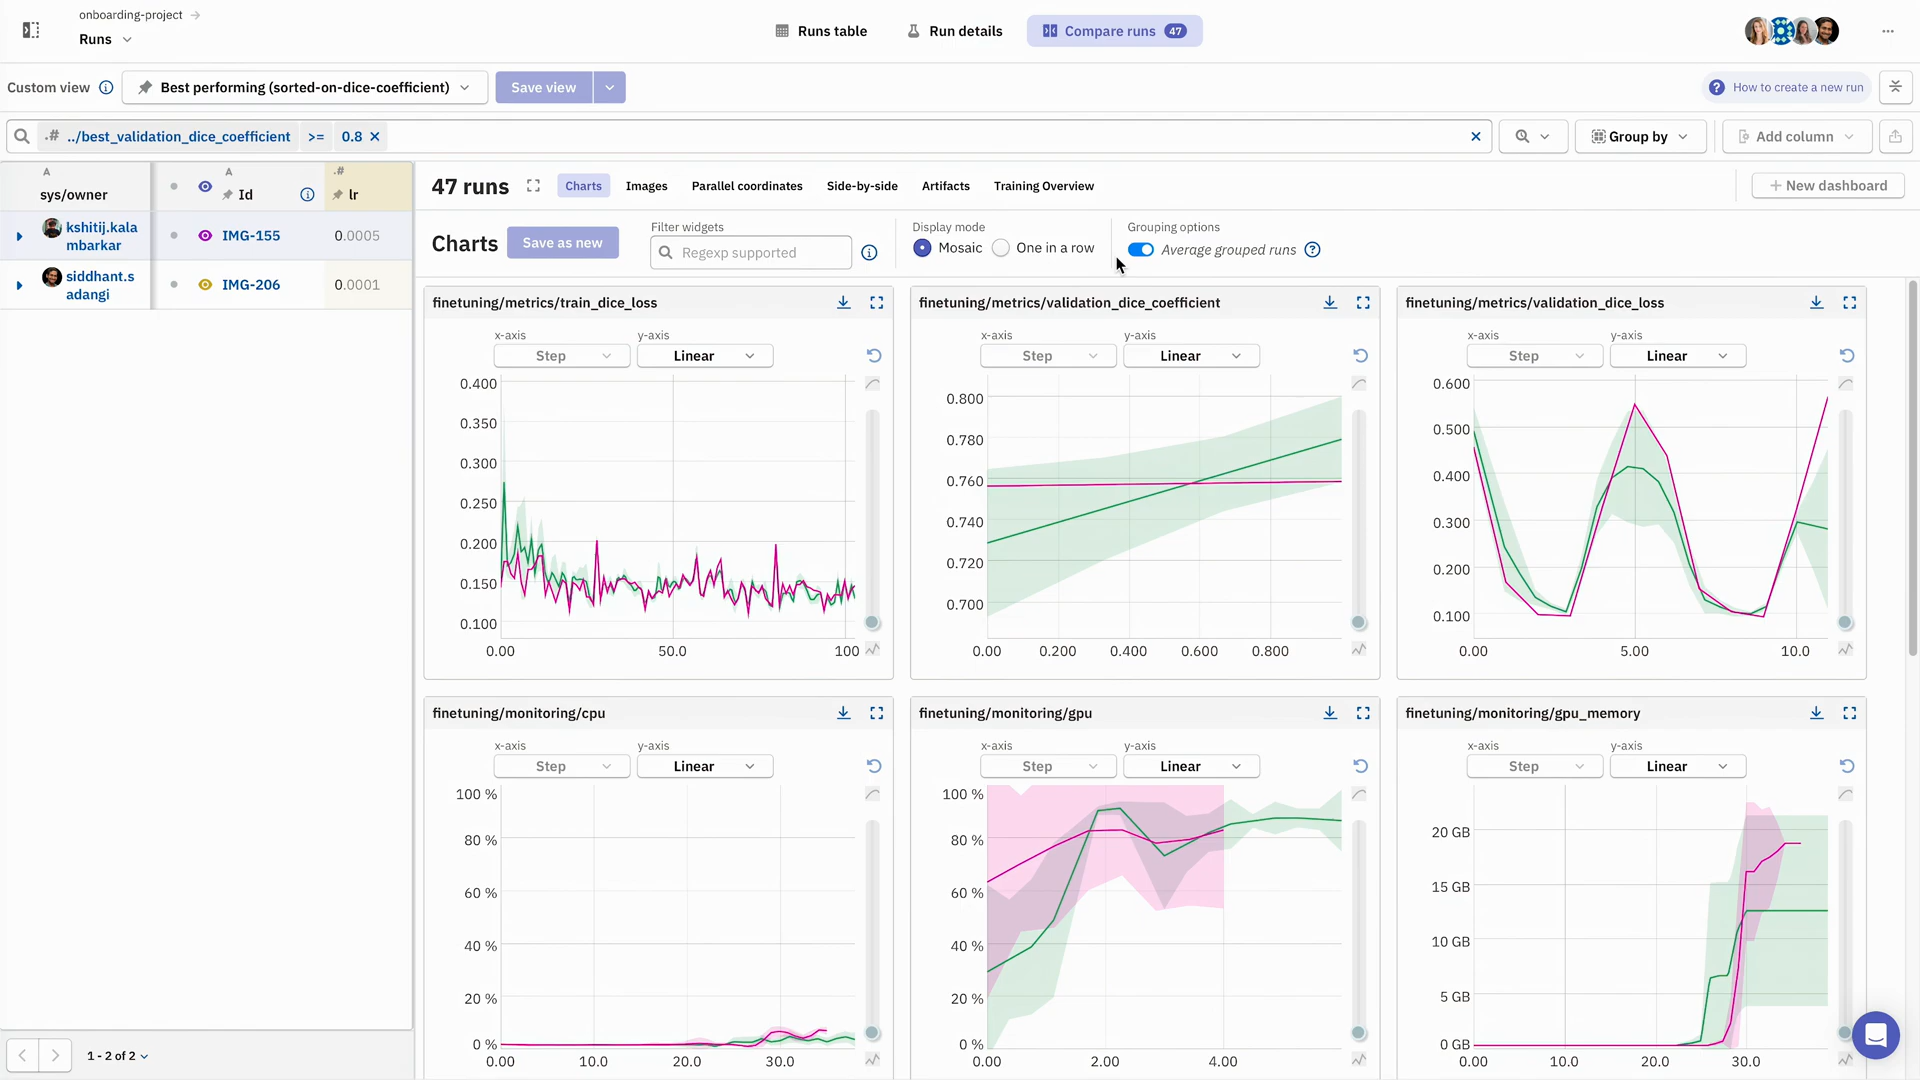 onboarding-project
Runs
Runs table
Run details
Compare runs 47
Custom view
Best performing (sorted-on-dice-coefficient)
Save view
How to create a new run
.# ../best_validation_dice_coefficient >= 0.8
Group by
Add column
A
sys/owner
A
Id
.#
lr
kshitij.kala
mbarkar
IMG-155
0.0005
siddhant.s
adangi
IMG-206
0.0001
1 - 2 of 2
47 runs
Charts
Images
Parallel coordinates
Side-by-side
Artifacts
Training Overview
+ New dashboard
Charts
Save as new
Filter widgets
Regexp supported
Display mode
Mosaic
One in a row
Grouping options
Average grouped runs
finetuning/metrics/train_dice_loss
x-axis
y-axis
Step
Linear
0.400
0.350
0.300
0.250
0.200
0.150
0.100
0.00 50.0 100
finetuning/metrics/validation_dice_coefficient
x-axis
y-axis
Step
Linear
0.800
0.780
0.760
0.740
0.720
0.700
0.00 0.200 0.400 0.600 0.800
finetuning/metrics/validation_dice_loss
x-axis
y-axis
Step
Linear
0.600
0.500
0.400
0.300
0.200
0.100
0.00 5.00 10.0
finetuning/monitoring/cpu
x-axis
y-axis
Step
Linear
100 %
80 %
60 %
40 %
20 %
0 %
0.00 10.0 20.0 30.0
finetuning/monitoring/gpu
x-axis
y-axis
Step
Linear
100 %
80 %
60 %
40 %
20 %
0 %
0.00 2.00 4.00
finetuning/monitoring/gpu_memory
x-axis
y-axis
Step
Linear
20 GB
15 GB
10 GB
5 GB
0 GB
0.00 10.0 20.0 30.0